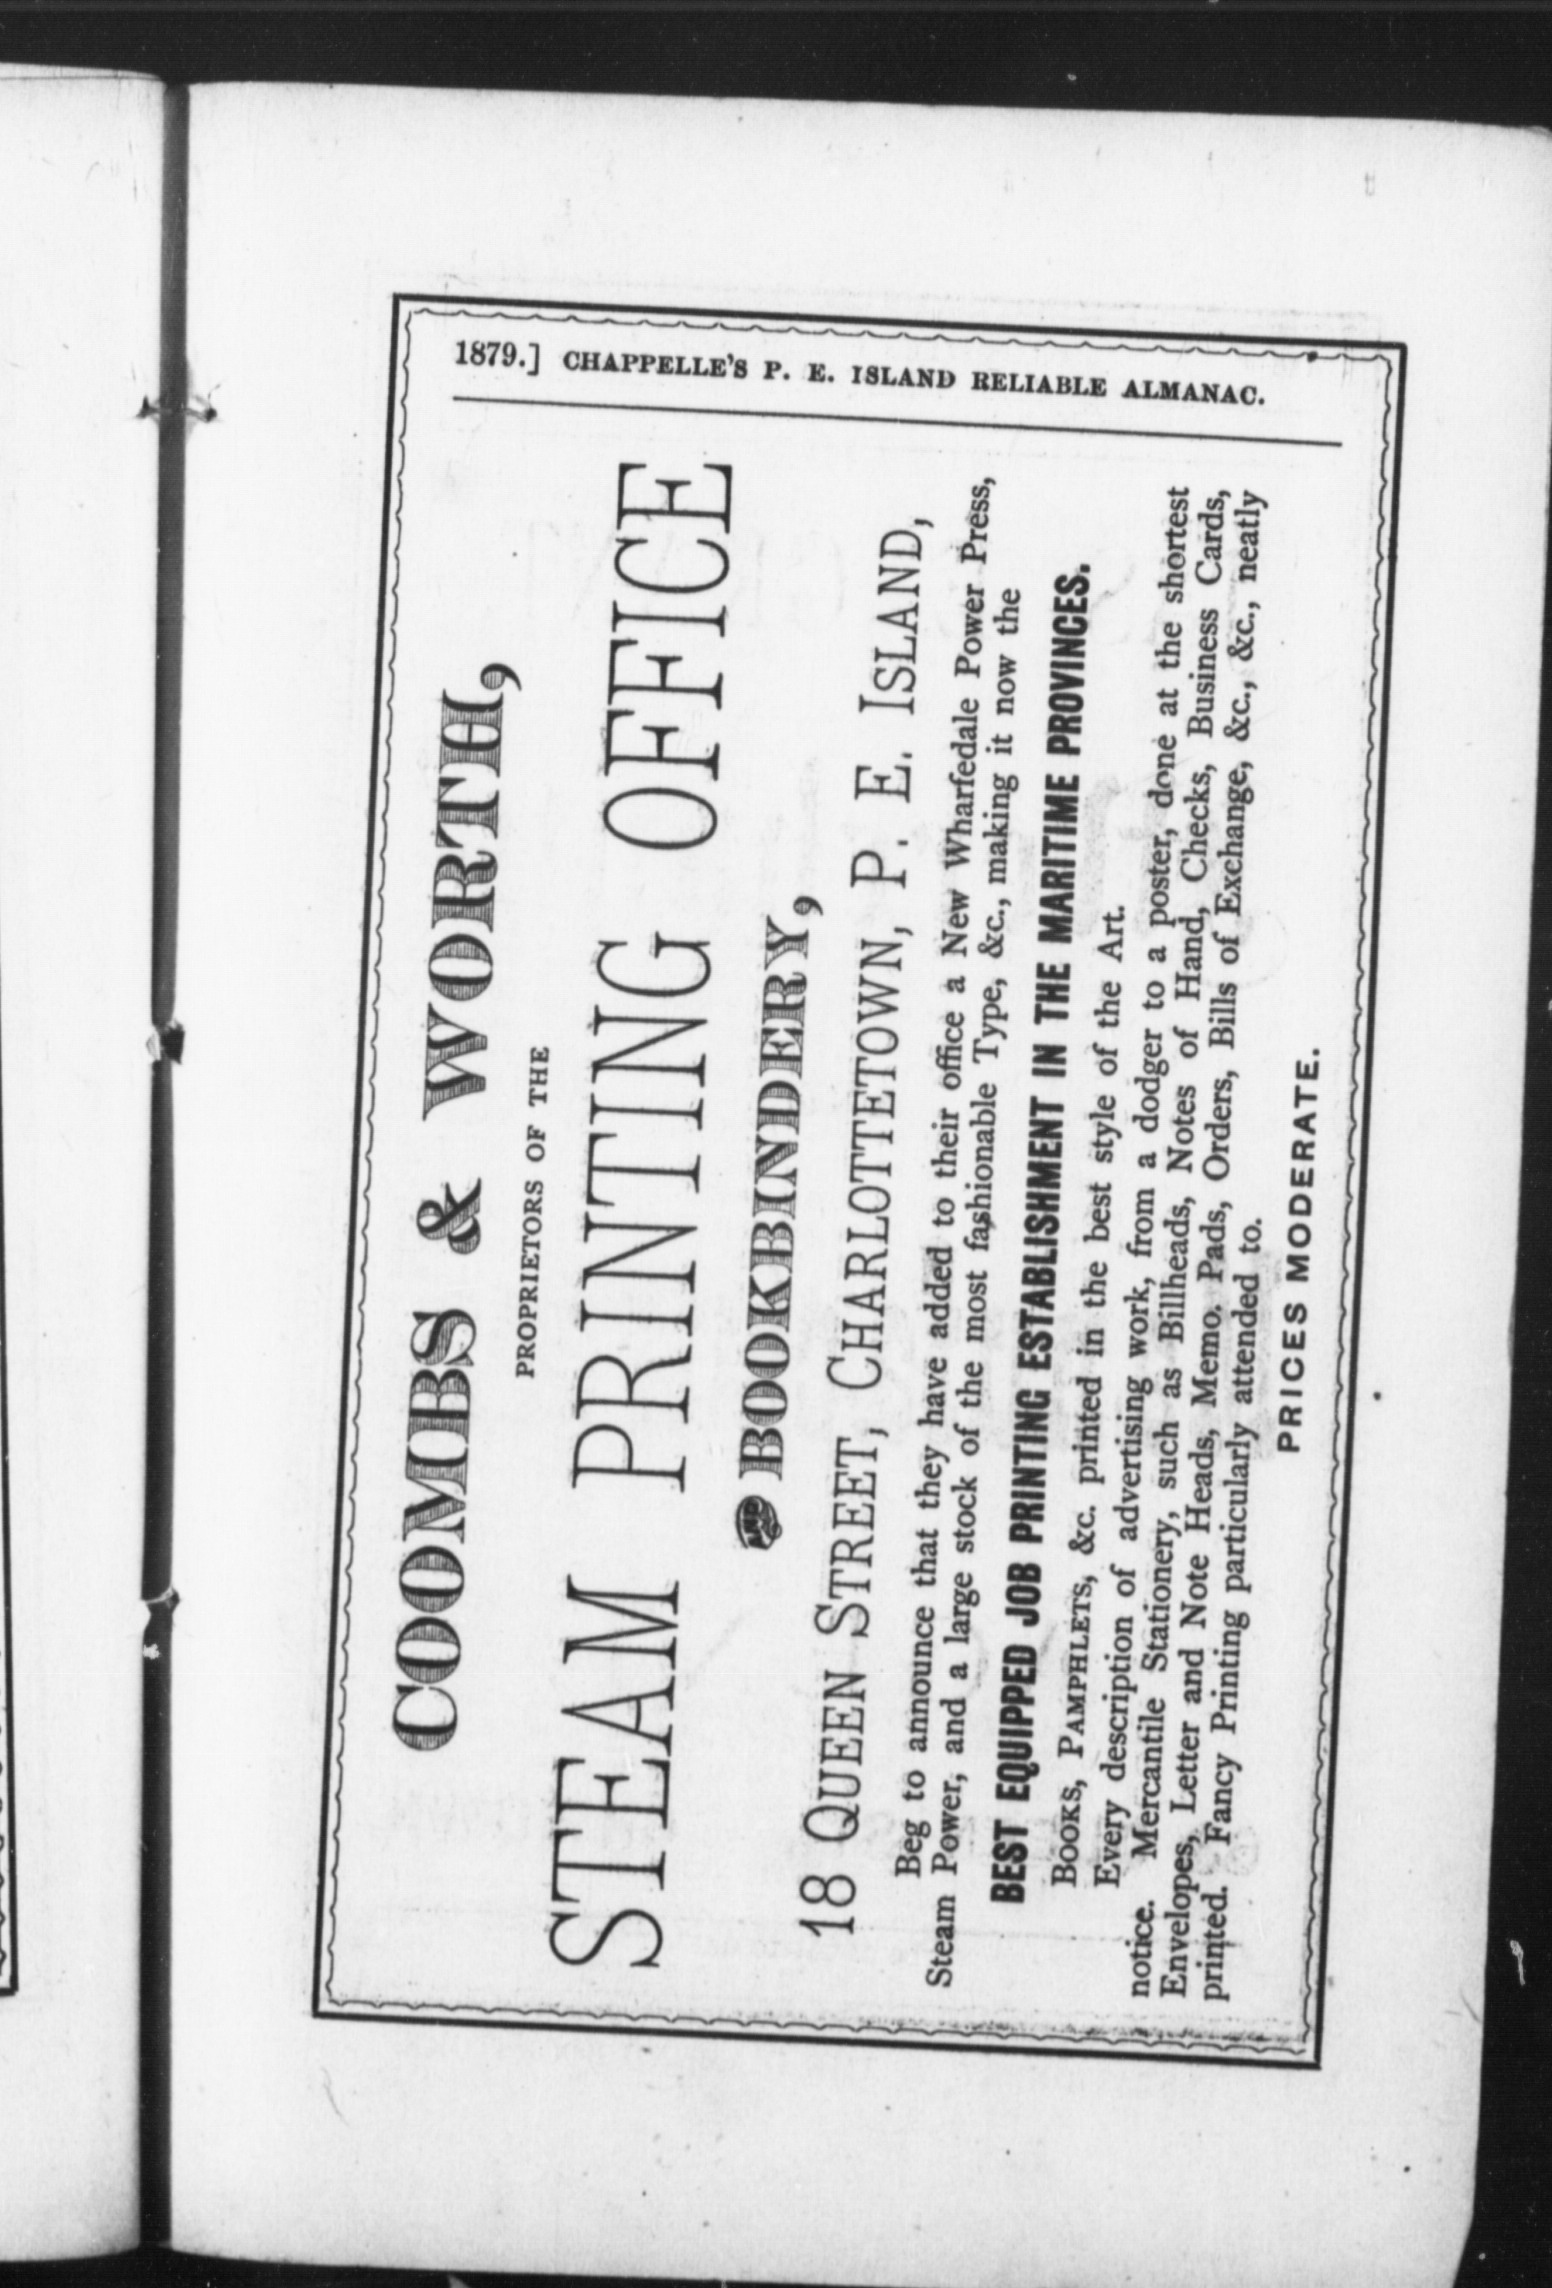 1879.] CHAPPELLE'S P. E. ISLAND RELIABLE ALMANAC.
COOMBS & WORTH,
PROPRIETORS OF THE
STEAM PRINTING OFFICE
AND BOOKBINDERY,
18 QUEEN STREET, CHARLOTTETOWN, P. E. ISLAND,
Beg to announce that they have added to their office a New Wharfedale Power Press,
Steam Power, and a large stock of the most fashionable Type, &c., making it now the
BEST EQUIPPED JOB PRINTING ESTABLISHMENT IN THE MARITIME PROVINCES.
BOOKS, PAMPHLETS, &c. printed in the best style of the Art.
Every description of advertising work, from a dodger to a poster, done at the shortest
notice. Mercantile Stationery, such as Billheads, Notes of Hand, Checks, Business Cards,
Envelopes, Letter and Note Heads, Memo. Pads, Orders, Bills of Exchange, &c., &c., neatly
printed. Fancy Printing particularly attended to.
PRICES MODERATE.